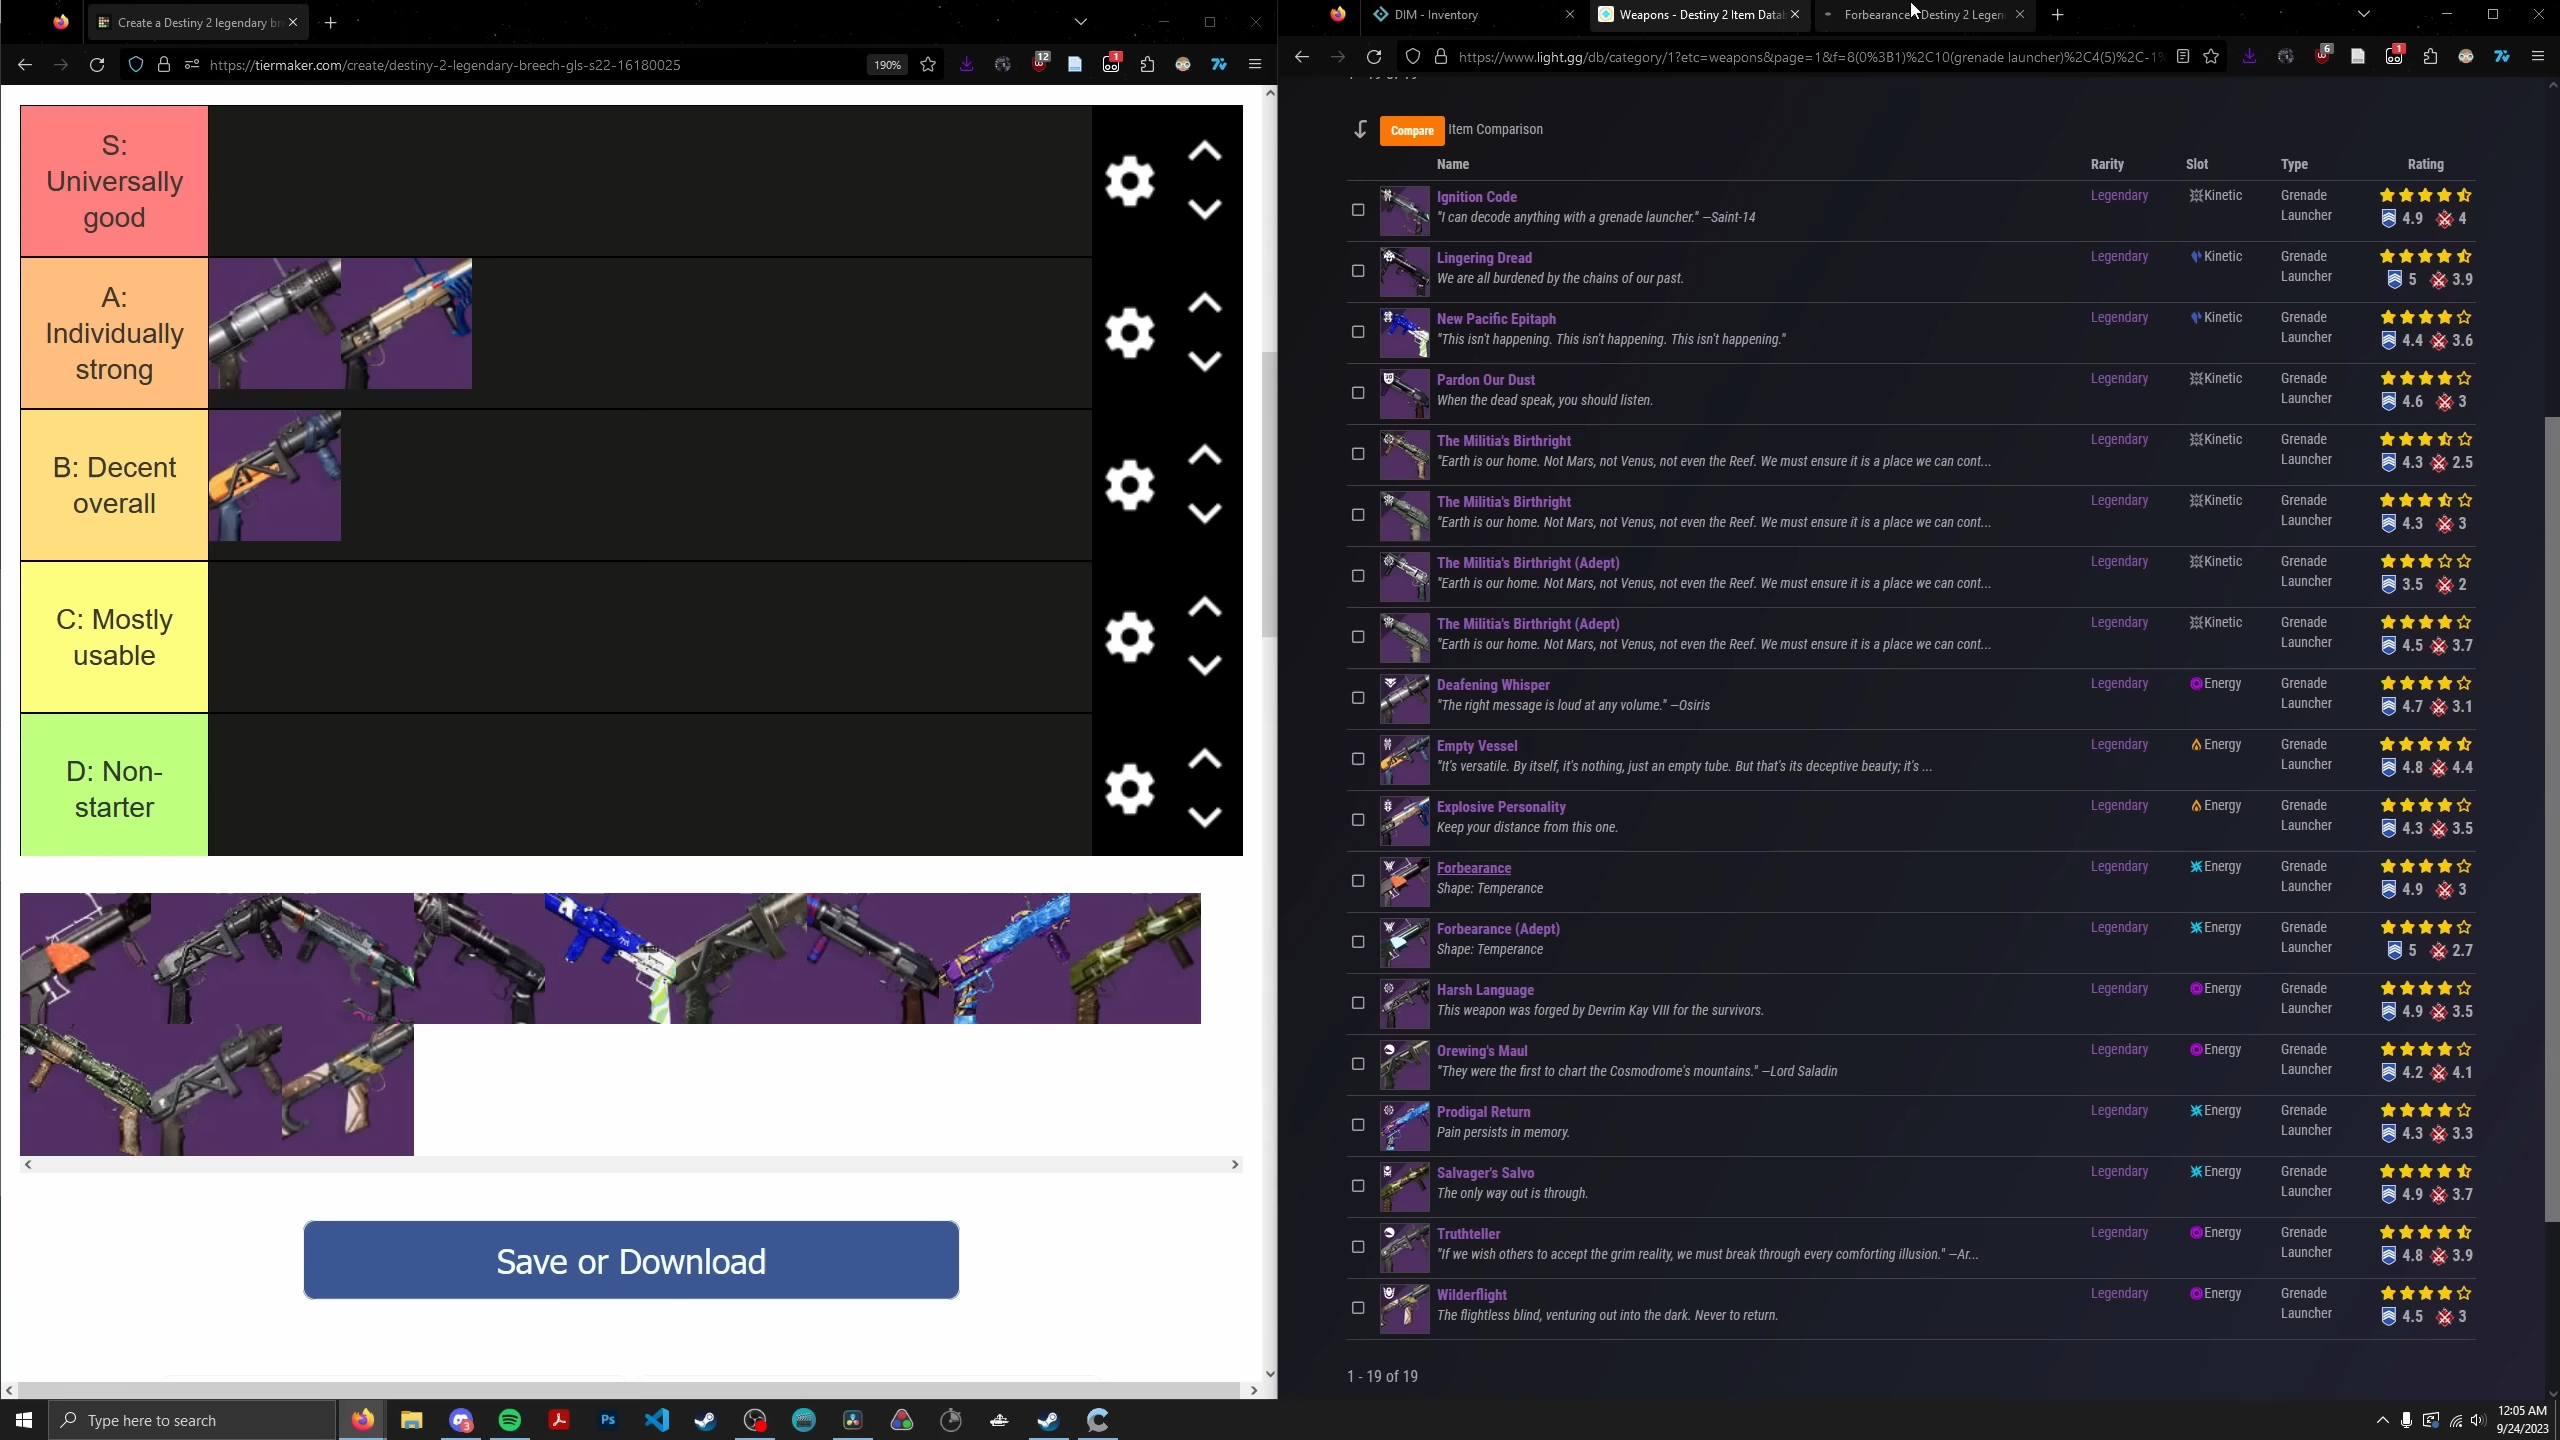 Create a Destiny 2 legendary br
190%
https://tiermaker.com/create/destiny-2-legendary-breech-gls-s22-16180025
12
1
S:
Universally
good
A:
Individually
strong
B: Decent
overall
C: Mostly
usable
D: Non-
starter
Save or Download
DIM - Inventory
Weapons - Destiny 2 Item Datab
Forbearance - Destiny 2 Legen
https://www.light.gg/db/category/1?etc=weapons&page=1&f=8(0%3B1)%2C10(grenade launcher)%2C4(5)%2C-1%
6
1
Compare Item Comparison
Name Rarity Slot Type Rating
Ignition Code Legendary Kinetic Grenade
"I can decode anything with a grenade launcher." —Saint-14 Launcher 4.9 4
Lingering Dread Legendary Kinetic Grenade
We are all burdened by the chains of our past. Launcher 5 3.9
New Pacific Epitaph Legendary Kinetic Grenade
"This isn't happening. This isn't happening. This isn't happening." Launcher 4.4 3.6
Pardon Our Dust Legendary Kinetic Grenade
When the dead speak, you should listen. Launcher 4.6 3
The Militia's Birthright Legendary Kinetic Grenade
"Earth is our home. Not Mars, not Venus, not even the Reef. We must ensure it is a place we can cont... Launcher 4.3 2.5
The Militia's Birthright Legendary Kinetic Grenade
"Earth is our home. Not Mars, not Venus, not even the Reef. We must ensure it is a place we can cont... Launcher 4.3 3
The Militia's Birthright (Adept) Legendary Kinetic Grenade
"Earth is our home. Not Mars, not Venus, not even the Reef. We must ensure it is a place we can cont... Launcher 3.5 2
The Militia's Birthright (Adept) Legendary Kinetic Grenade
"Earth is our home. Not Mars, not Venus, not even the Reef. We must ensure it is a place we can cont... Launcher 4.5 3.7
Deafening Whisper Legendary Energy Grenade
"The right message is loud at any volume." —Osiris Launcher 4.7 3.1
Empty Vessel Legendary Energy Grenade
"It's versatile. By itself, it's nothing, just an empty tube. But that's its deceptive beauty; it's ... Launcher 4.8 4.4
Explosive Personality Legendary Energy Grenade
Keep your distance from this one. Launcher 4.3 3.5
Forbearance Legendary Energy Grenade
Shape: Temperance Launcher 4.9 3
Forbearance (Adept) Legendary Energy Grenade
Shape: Temperance Launcher 5 2.7
Harsh Language Legendary Energy Grenade
This weapon was forged by Devrim Kay VIII for the survivors. Launcher 4.9 3.5
Orewing's Maul Legendary Energy Grenade
"They were the first to chart the Cosmodrome's mountains." —Lord Saladin Launcher 4.2 4.1
Prodigal Return Legendary Energy Grenade
Pain persists in memory. Launcher 4.3 3.3
Salvager's Salvo Legendary Energy Grenade
The only way out is through. Launcher 4.9 3.7
Truthteller Legendary Energy Grenade
"If we wish others to accept the grim reality, we must break through every comforting illusion." —Ar... Launcher 4.8 3.9
Wilderflight Legendary Energy Grenade
The flightless blind, venturing out into the dark. Never to return. Launcher 4.5 3
1 - 19 of 19
Type here to search
3
12:05 AM
9/24/2023